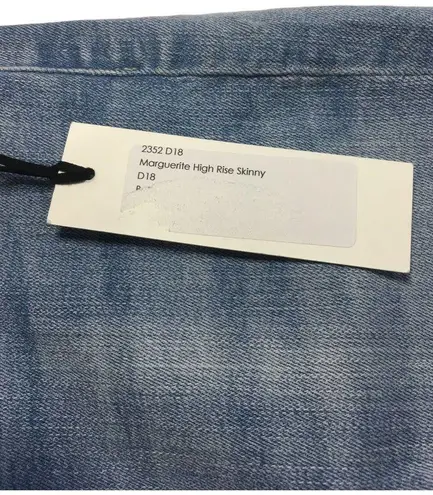 2352 D18
Marguerite High Rise Skinny
D18